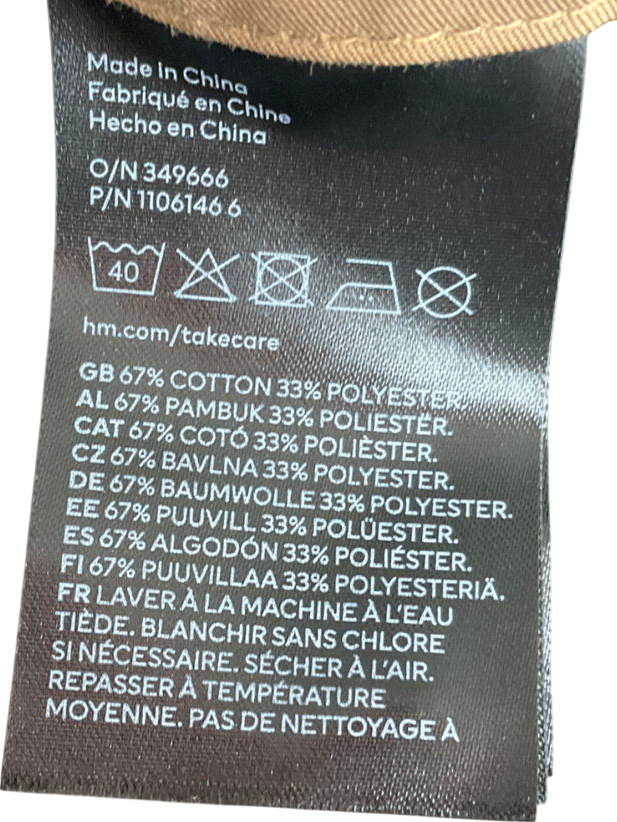 Made in China
Fabriqué en Chine
Hecho en China
O/N 349666
P/N 1106146 6
40
hm.com/takecare
GB 67% COTTON 33% POLYESTER.
AL 67% PAMBUK 33% POLIESTER.
CAT 67% COTÓ 33% POLIÈSTER.
CZ 67% BAVLNA 33% POLYESTER.
DE 67% BAUMWOLLE 33% POLYESTER.
EE 67% PUUVILL 33% POLÜESTER.
ES 67% ALGODÓN 33% POLIÉSTER.
FI 67% PUUVILLAA 33% POLYESTERIÄ.
FR LAVER À LA MACHINE À L'EAU
TIÈDE. BLANCHIR SANS CHLORE
SI NÉCESSAIRE. SÉCHER À L'AIR.
REPASSER À TEMPÉRATURE
MOYENNE. PAS DE NETTOYAGE À